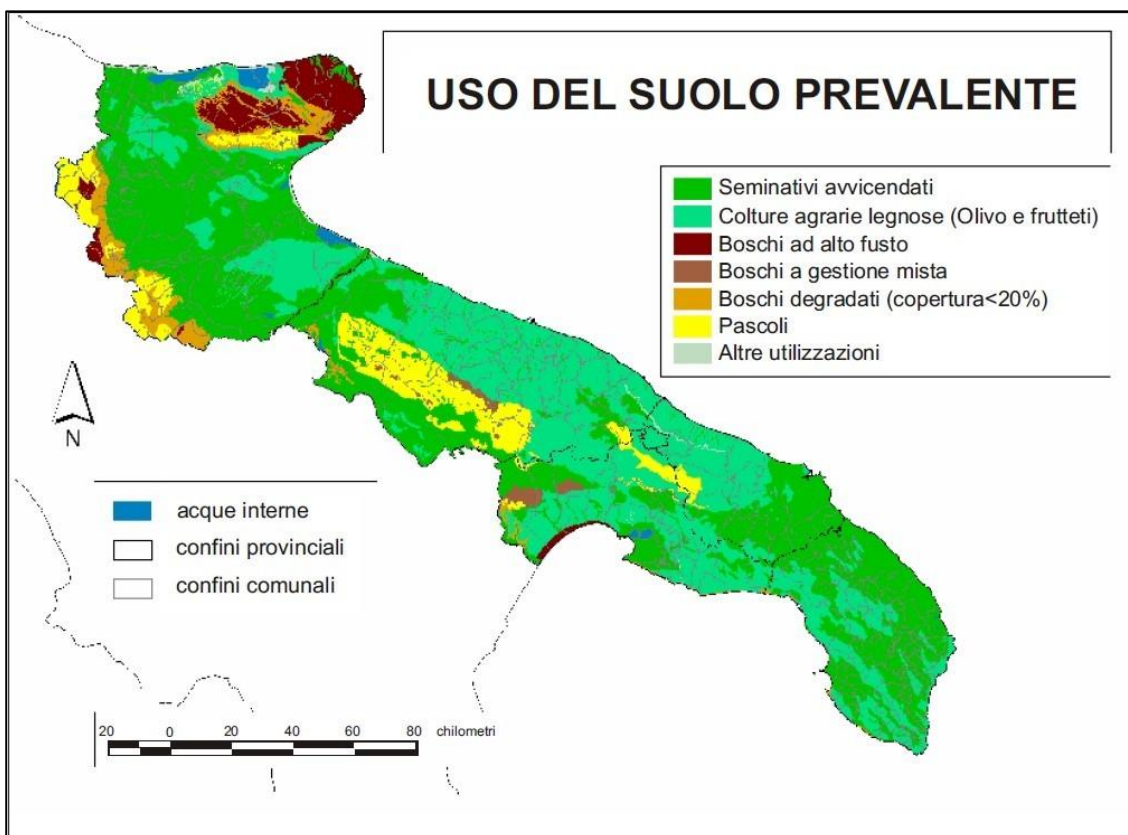 USO DEL SUOLO PREVALENTE
Seminativi avvicendati
Colture agrarie legnose (Olivo e frutteti)
Boschi ad alto fusto
Boschi a gestione mista
Boschi degradati (copertura<20%)
Pascoli
Altre utilizzazioni
N
acque interne
confini provinciali
confini comunali
20 0 20 40 60 80 chilometri